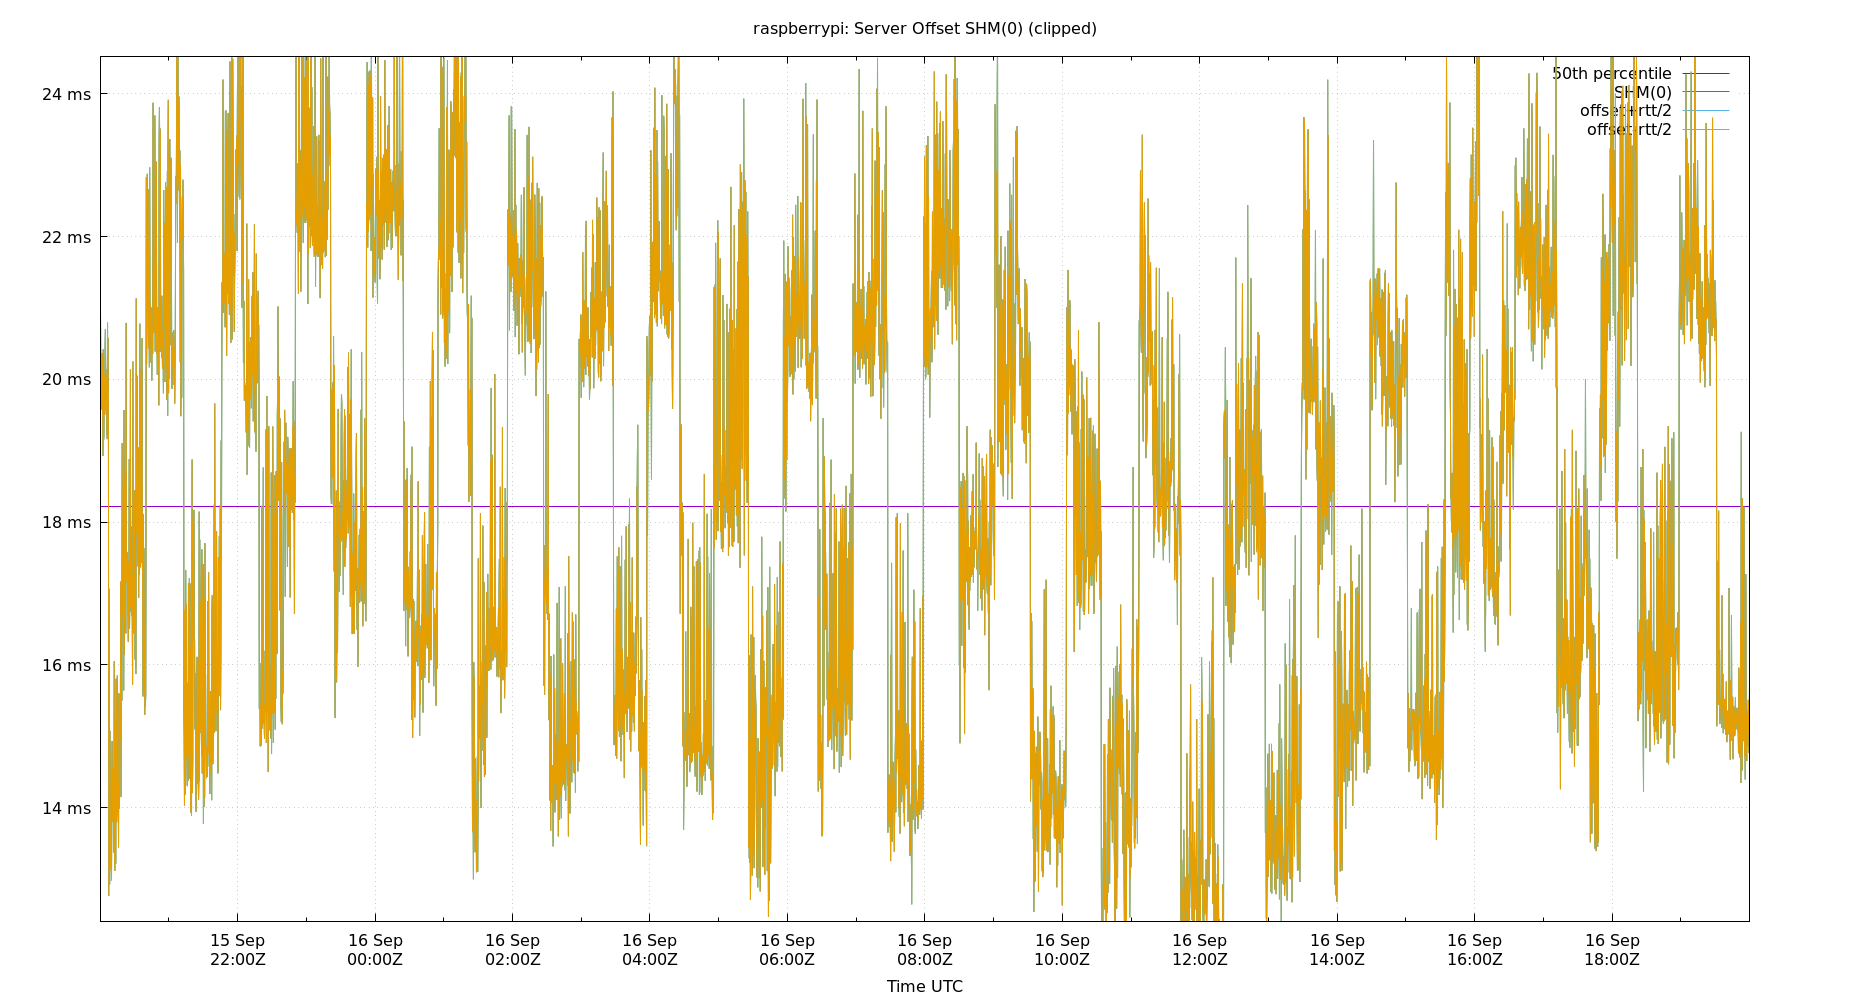 raspberrypi: Server Offset SHM(0) (clipped)
24 ms
22 ms
20 ms
18 ms
16 ms
14 ms
50th percentile
SHM(0)
offset+rtt/2
offset-rtt/2
15 Sep 16 Sep 16 Sep 16 Sep 16 Sep 16 Sep 16 Sep 16 Sep 16 Sep 16 Sep 16 Sep
22:00Z 00:00Z 02:00Z 04:00Z 06:00Z 08:00Z 10:00Z 12:00Z 14:00Z 16:00Z 18:00Z
Time UTC